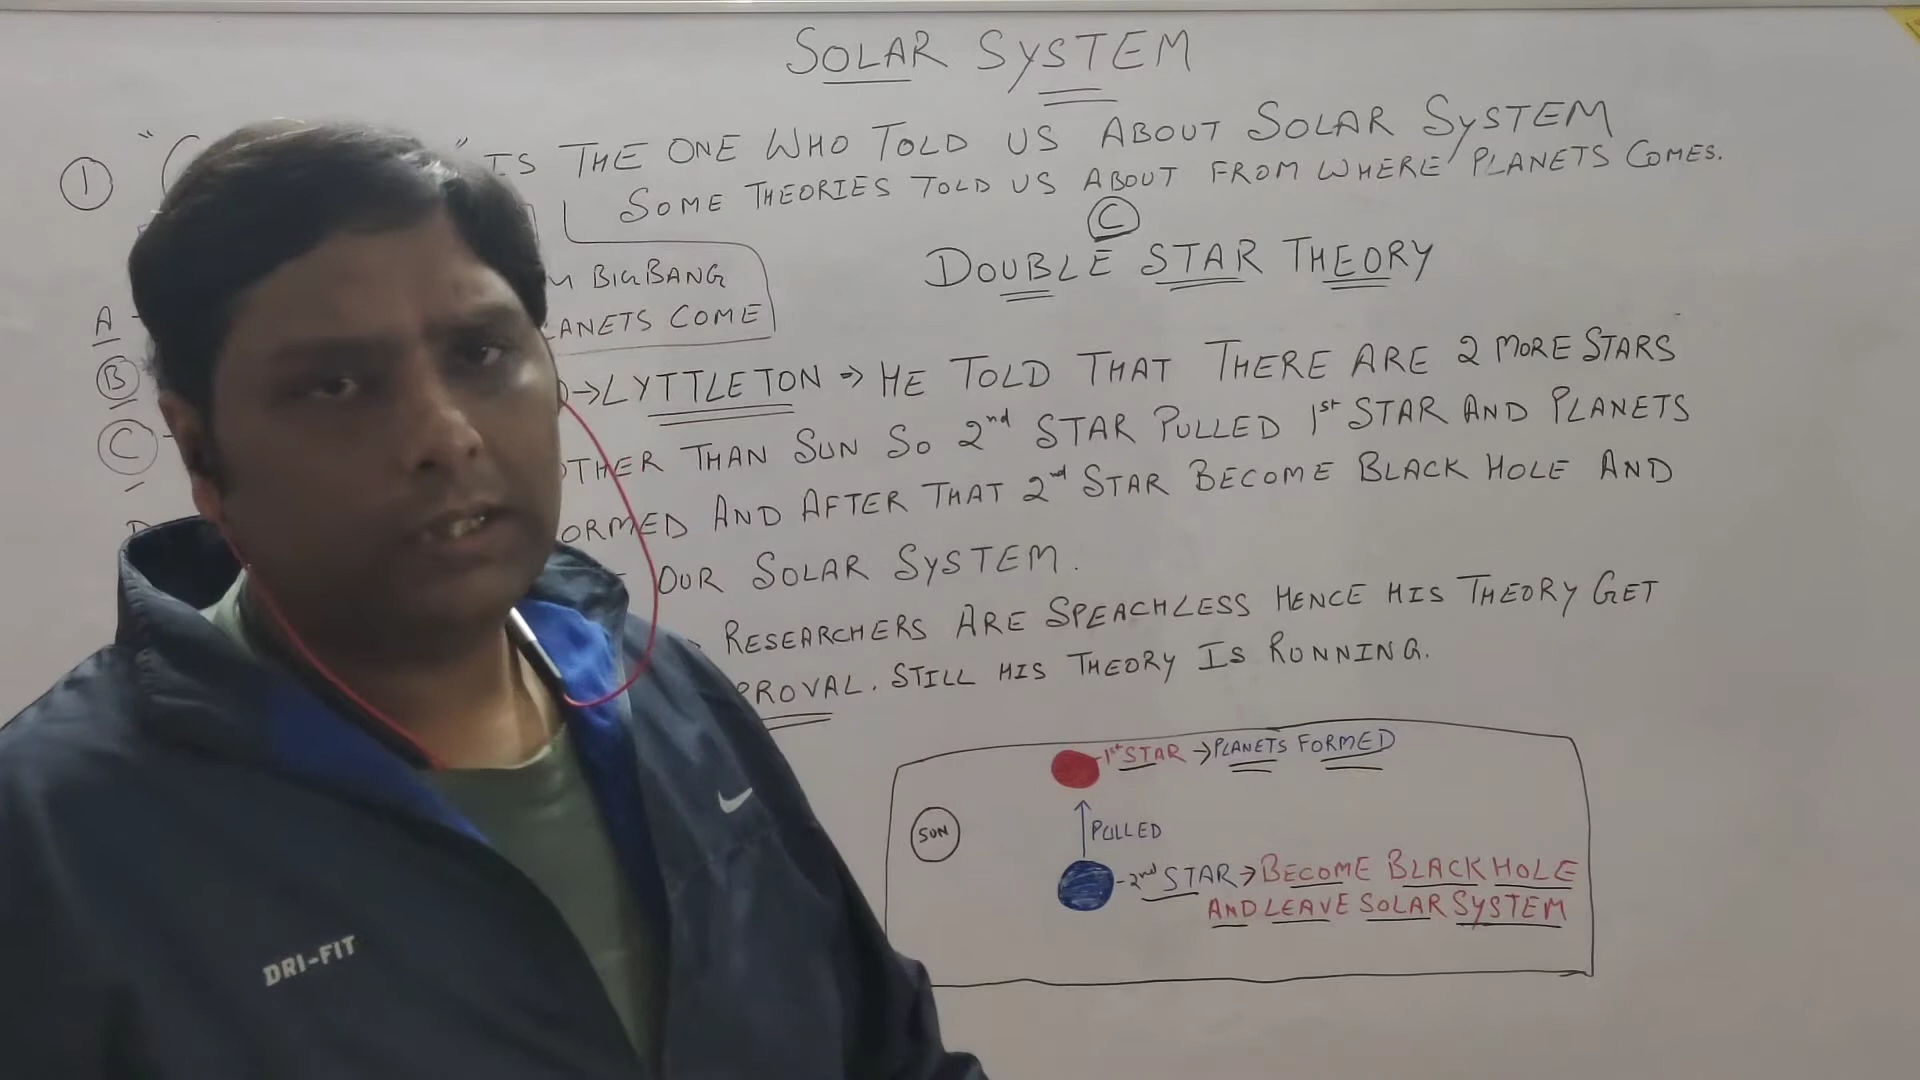 SOLAR SYSTEM
① " " IS THE ONE WHO TOLD US ABOUT SOLAR SYSTEM
SOME THEORIES TOLD US ABOUT FROM WHERE PLANETS COMES.
Ⓒ
DOUBLE STAR THEORY
BIGBANG
COME
A
Ⓑ
Ⓒ
→LYTTLETON → HE TOLD THAT THERE ARE 2 MORE STARS
THAN SUN SO 2nd STAR PULLED 1st STAR AND PLANETS
AND AFTER THAT 2nd STAR BECOME BLACK HOLE AND
OUR SOLAR SYSTEM.
RESEARCHERS ARE SPEACHLESS HENCE HIS THEORY GET
. STILL HIS THEORY IS RUNNING.
1st STAR → PLANETS FORMED
SUN
PULLED
-2nd STAR → BECOME BLACK HOLE
AND LEAVE SOLAR SYSTEM
DRI-FIT